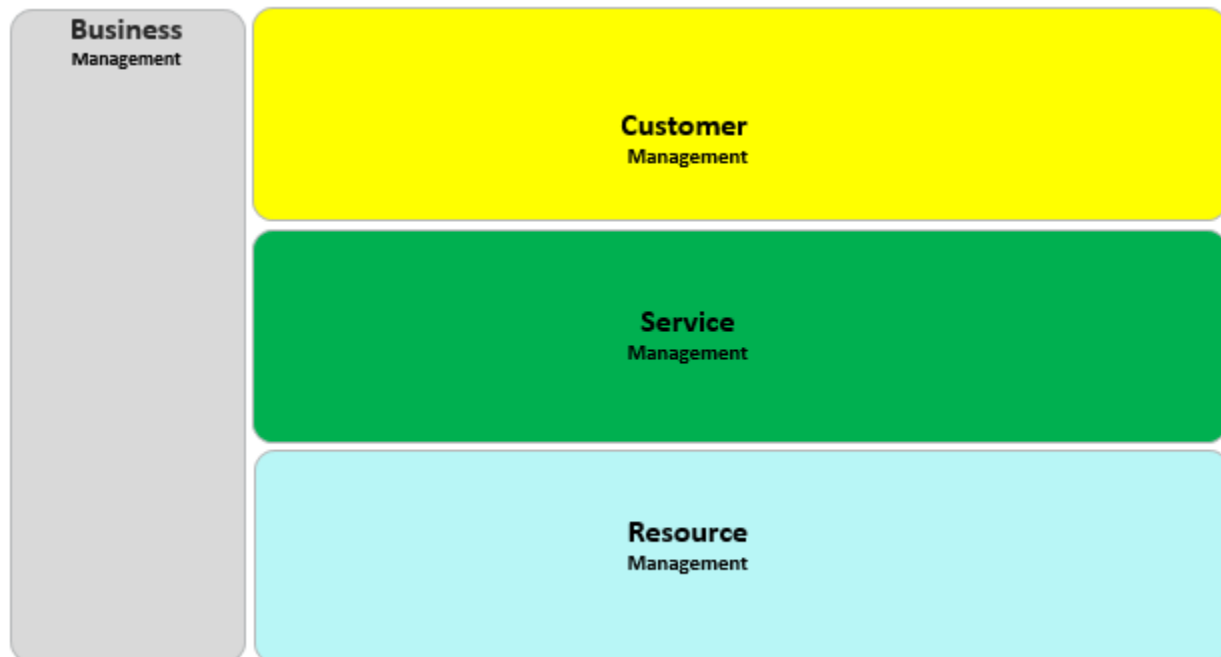 Business
Management
Customer
Management
Service
Management
Resource
Management